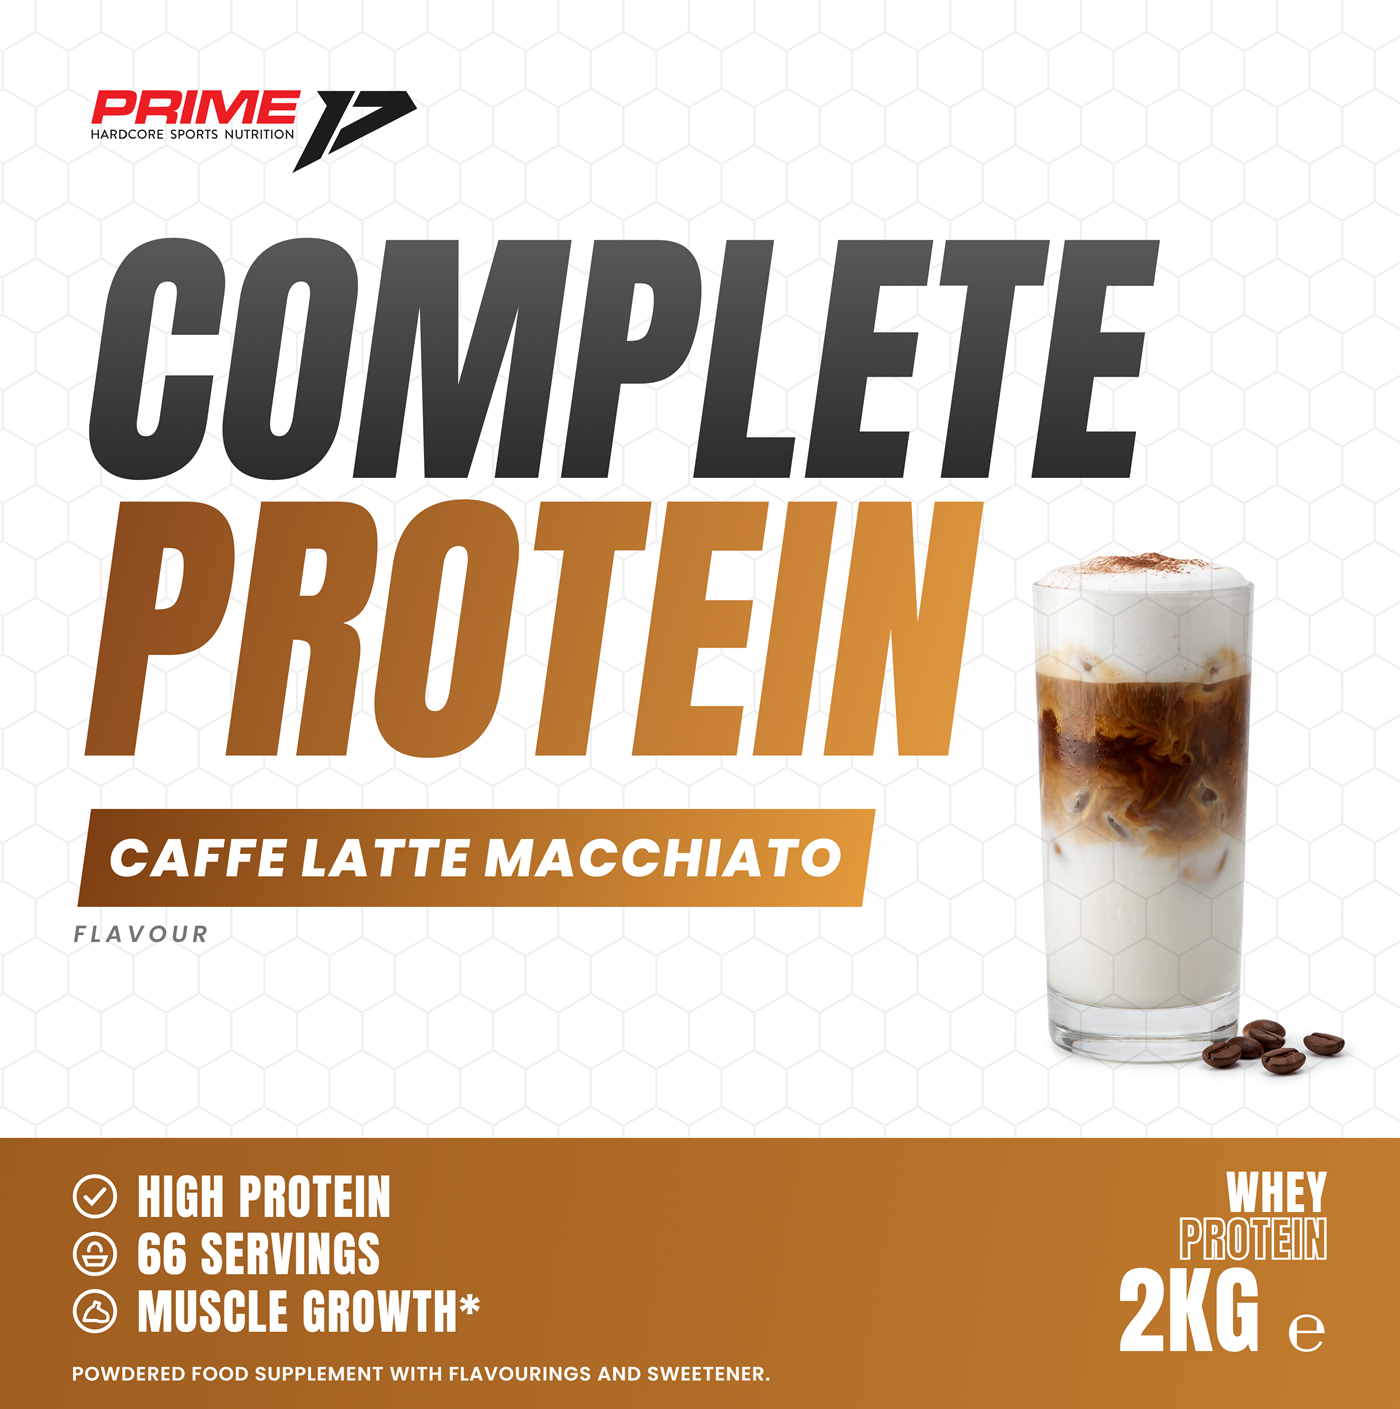 PRIME
HARDCORE SPORTS NUTRITION
COMPLETE
PROTEIN
CAFFE LATTE MACCHIATO
FLAVOUR
HIGH PROTEIN
66 SERVINGS
MUSCLE GROWTH*
POWDERED FOOD SUPPLEMENT WITH FLAVOURINGS AND SWEETENER.
WHEY
PROTEIN
2KG ℮